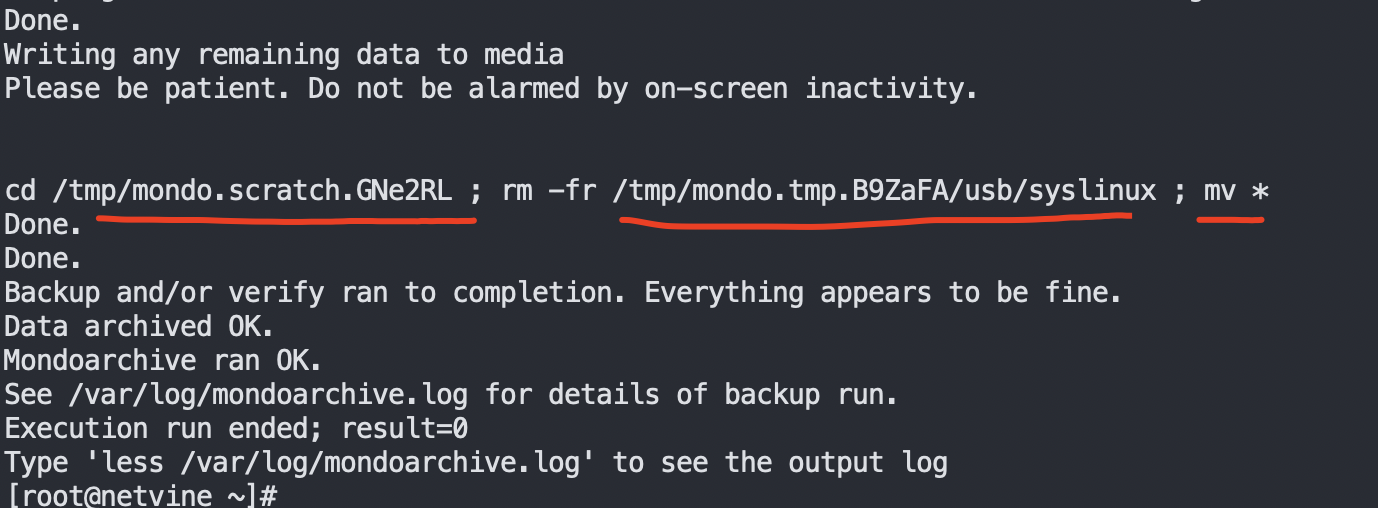 Done.
Writing any remaining data to media
Please be patient. Do not be alarmed by on-screen inactivity.
cd /tmp/mondo.scratch.GNe2RL ; rm -fr /tmp/mondo.tmp.B9ZaFA/usb/syslinux ; mv *
Done.
Done.
Backup and/or verify ran to completion. Everything appears to be fine.
Data archived OK.
Mondoarchive ran OK.
See /var/log/mondoarchive.log for details of backup run.
Execution run ended; result=0
Type 'less /var/log/mondoarchive.log' to see the output log
[root@netvine ~]#